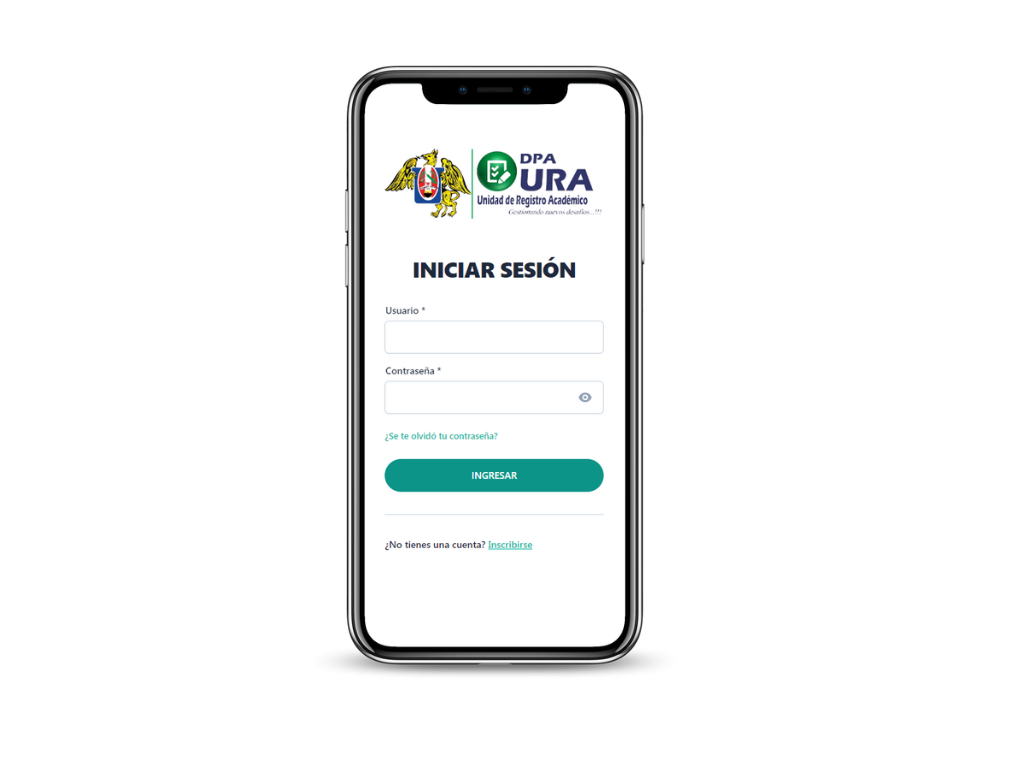 DPA
URA
Unidad de Registro Académico
Gestionando nuevos desafíos...!!!
INICIAR SESIÓN
Usuario *
Contraseña *
¿Se te olvidó tu contraseña?
INGRESAR
¿No tienes una cuenta? Inscribirse